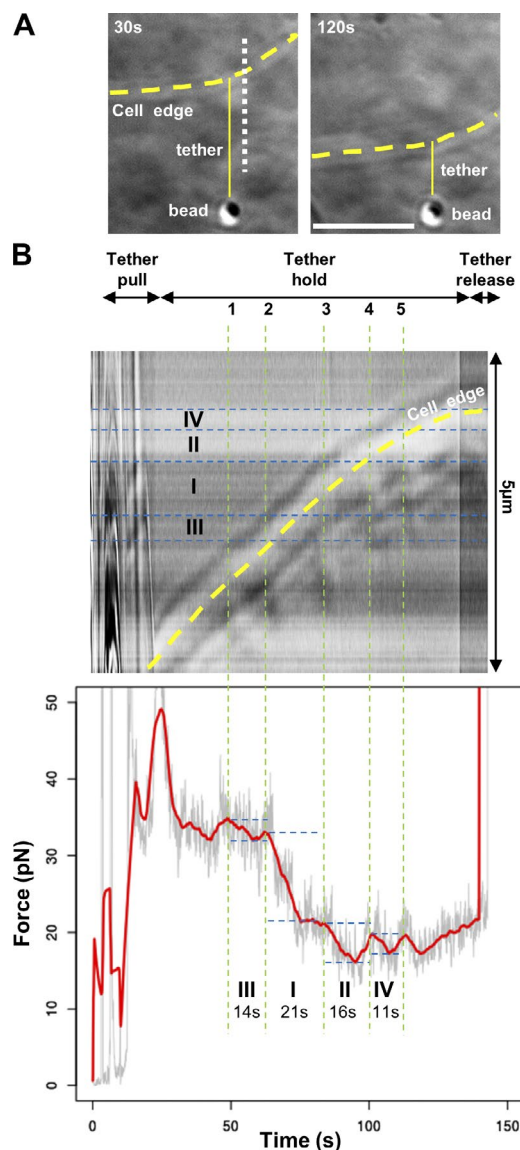 A
30s
120s
Cell edge
tether
tether
bead
bead
B
Tether pull
Tether hold
Tether release
1 2 3 4 5
Cell edge
IV
II
I
III
5μm
Force (pN)
50
40
30
20
10
0
III I II IV
14s 21s 16s 11s
0 50 100 150
Time (s)